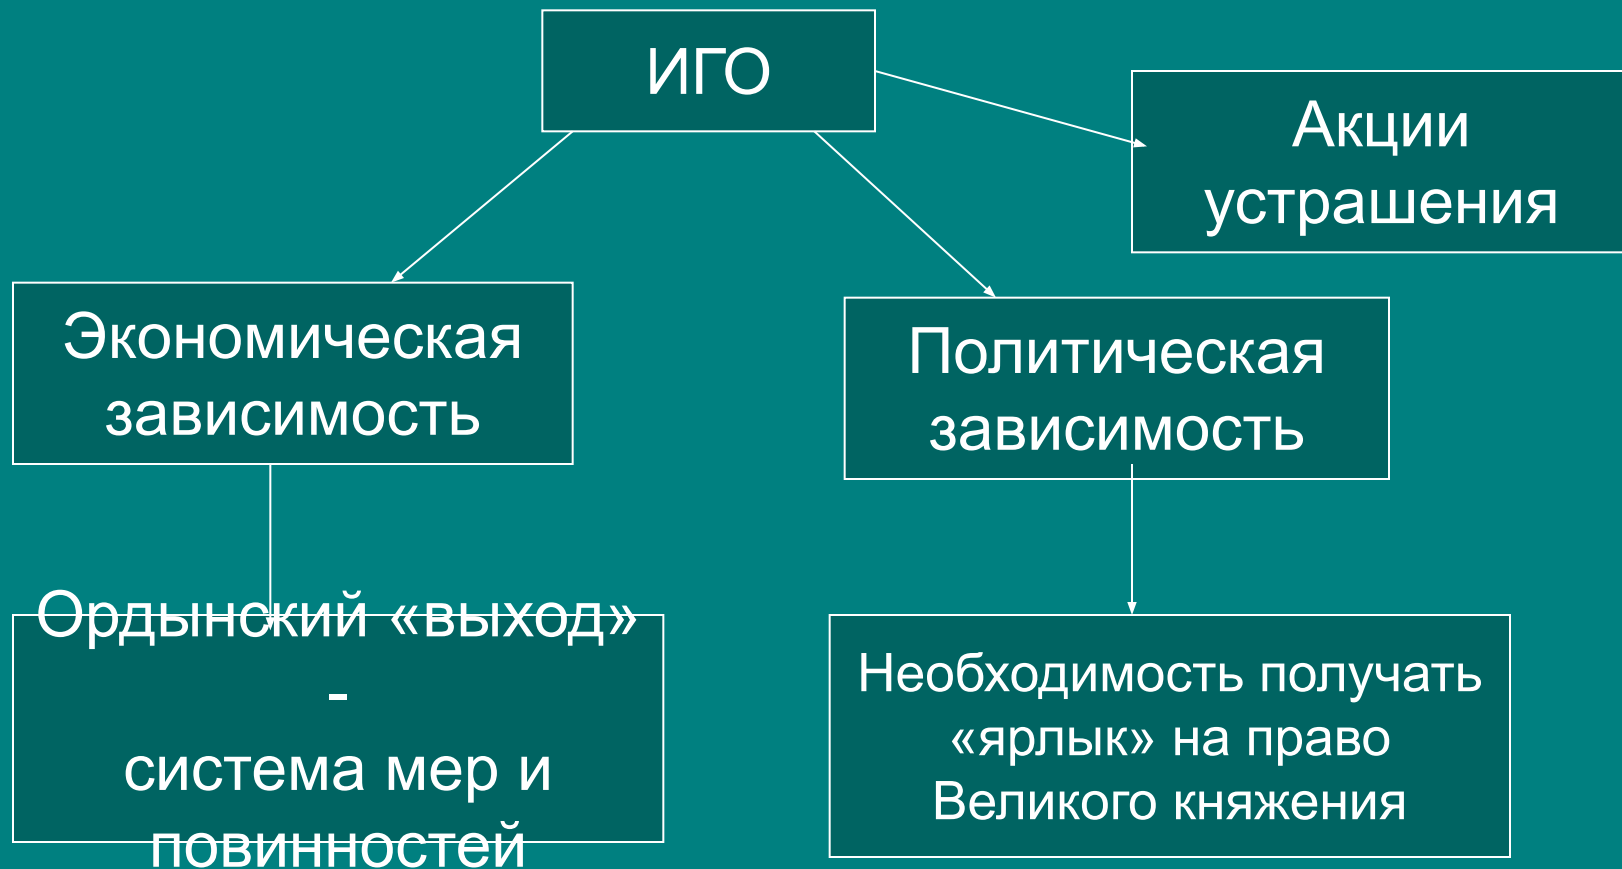 ИГО
Акции
устрашения
Экономическая
зависимость
Политическая
зависимость
Ордынский «выход»
-
система мер и
повинностей
Необходимость получать
«ярлык» на право
Великого княжения